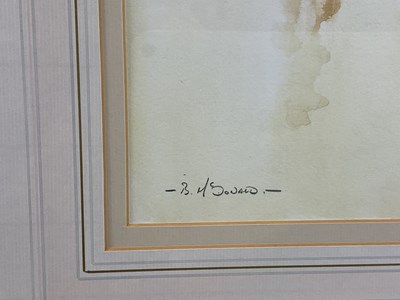 - B. McDonald. -